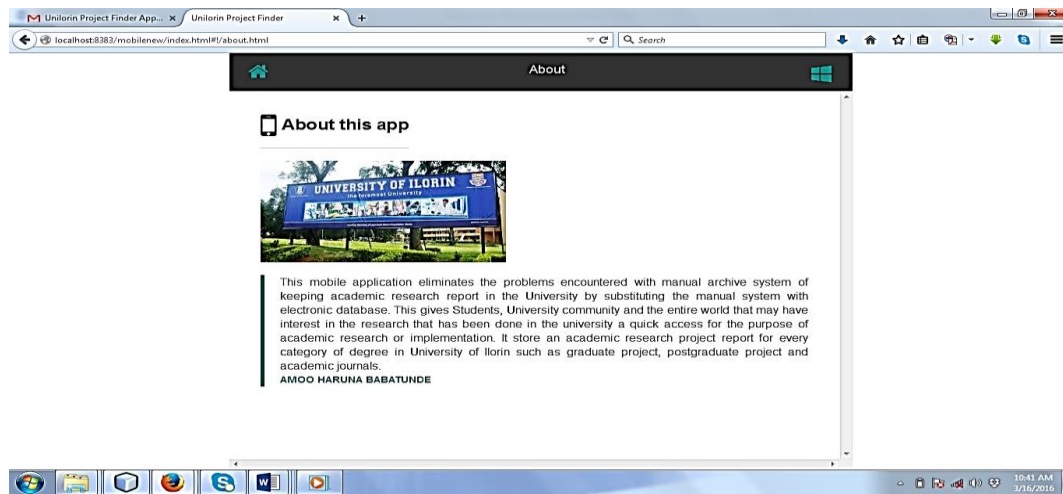 Unilorin Project Finder App...
Unilorin Project Finder
localhost:8383/mobilenew/index.html#!/about.html
Search
About
About this app
UNIVERSITY OF ILORIN
This mobile application eliminates the problems encountered with manual archive system of
keeping academic research report in the University by substituting the manual system with
electronic database. This gives Students, University community and the entire world that may have
interest in the research that has been done in the university a quick access for the purpose of
academic research or implementation. It store an academic research project report for every
category of degree in University of Ilorin such as graduate project, postgraduate project and
academic journals.
AMOO HARUNA BABATUNDE
10:41 AM
3/16/2016